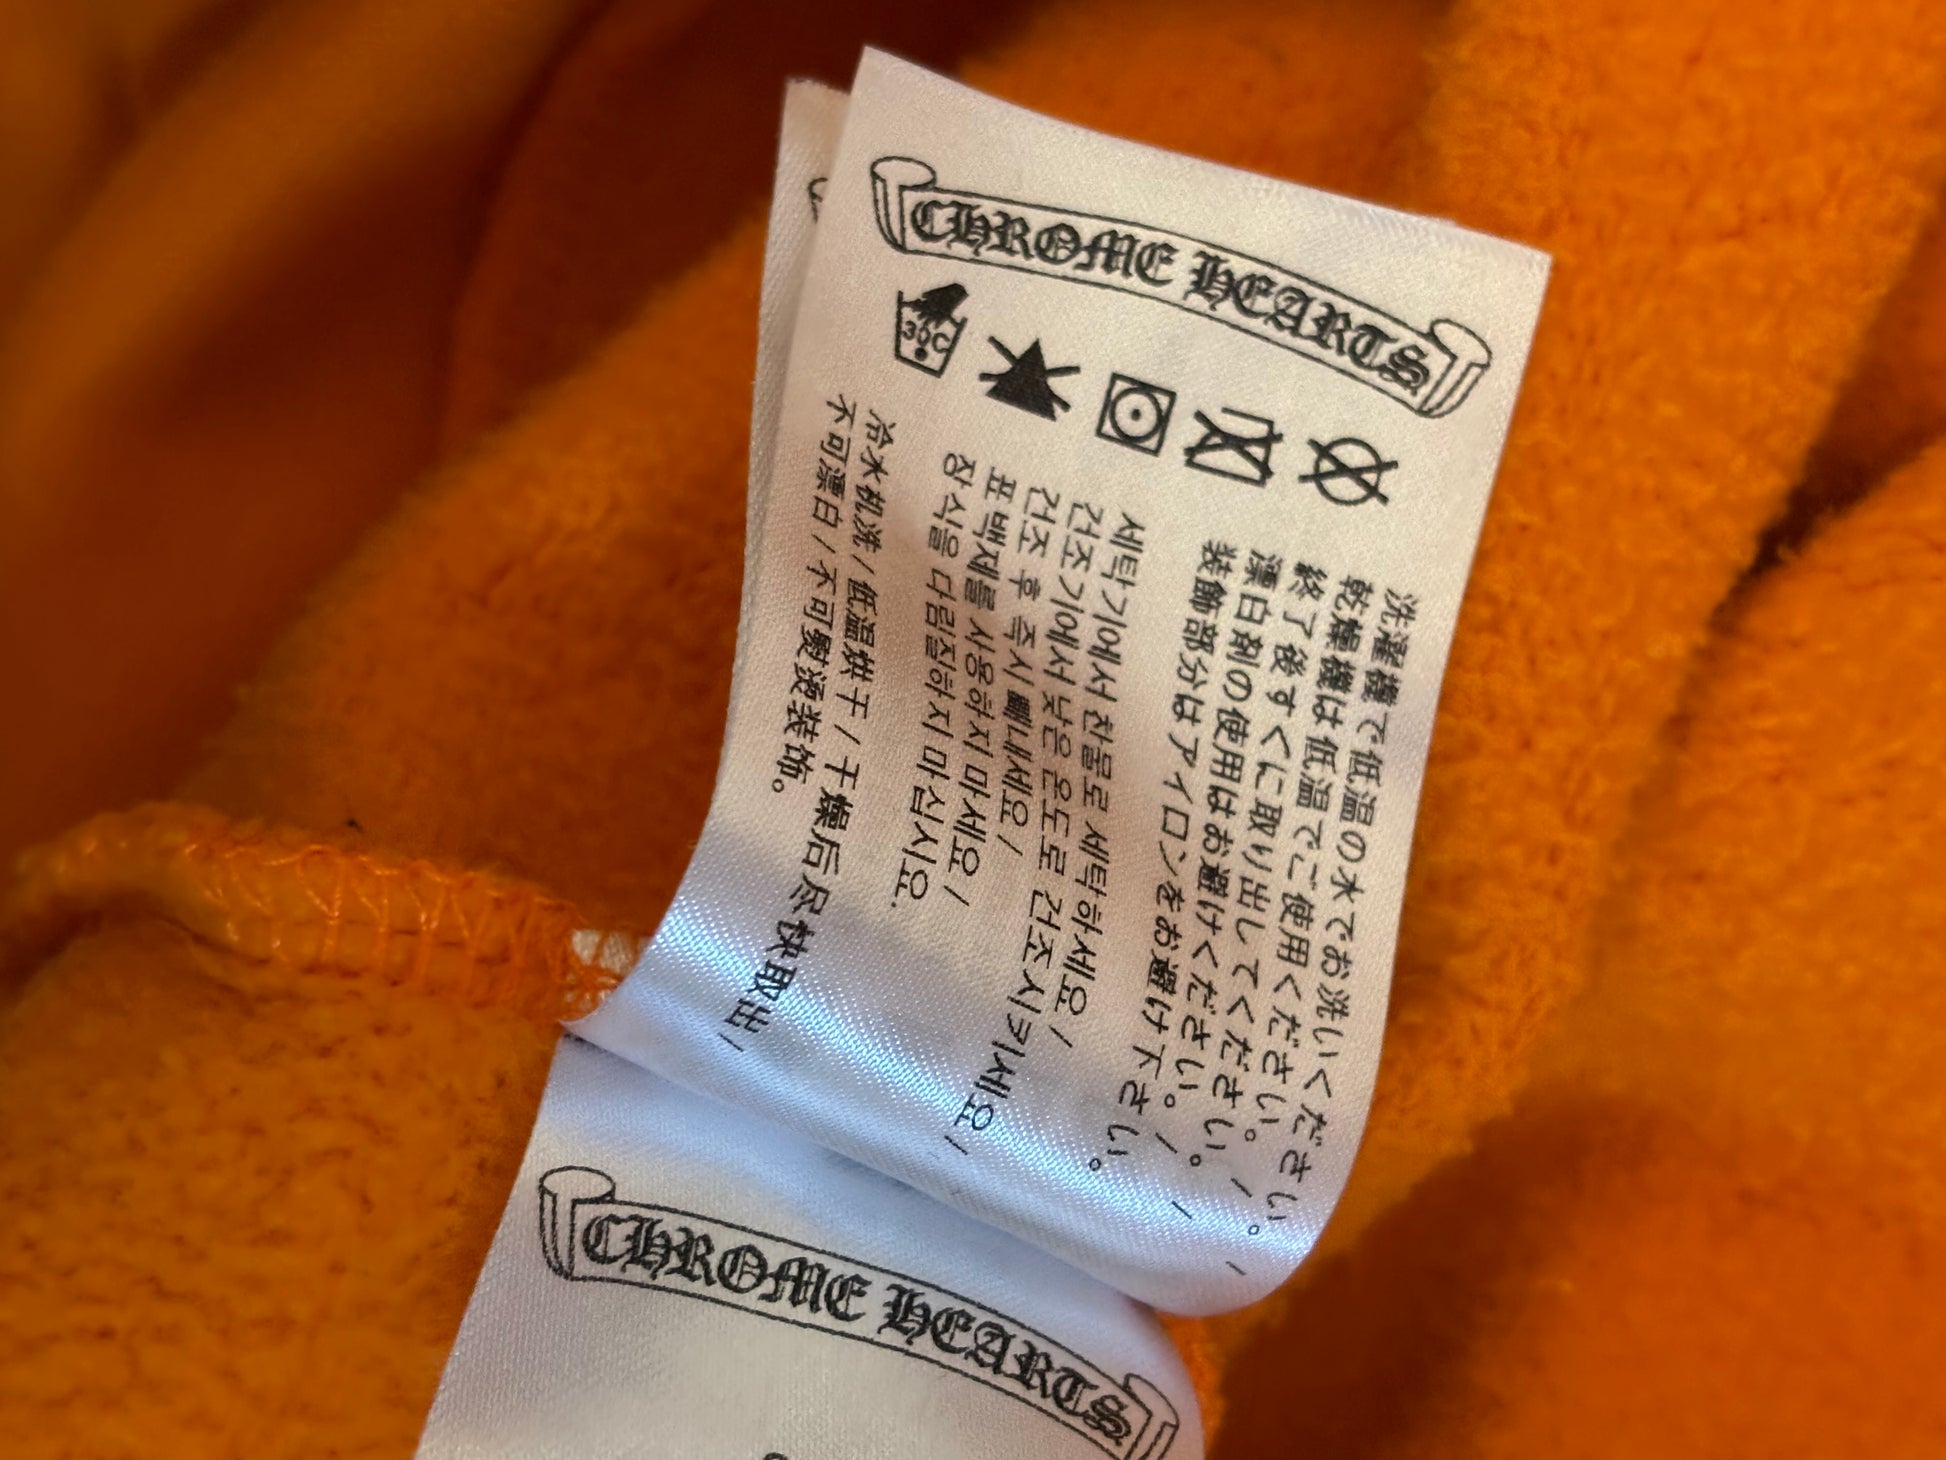 CHROME HEARTS
30C
洗濯機で低温の水でお洗いください。/
乾燥機は低温でご使用ください。/
終了後すぐに取り出してください。/
漂白剤の使用はお避けください。/
装飾部分はアイロンをお避け下さい。
세탁기에서 찬물로 세탁하세요 /
건조기에서 낮은 온도로 건조시키세요 /
건조 후 즉시 빼내세요 /
표백제를 사용하지 마세요 /
장식을 다림질하지 마십시요.
冷水机洗 / 低温烘干 / 干燥后尽快取出 /
不可漂白 / 不可熨烫装饰。
CHROME HEARTS